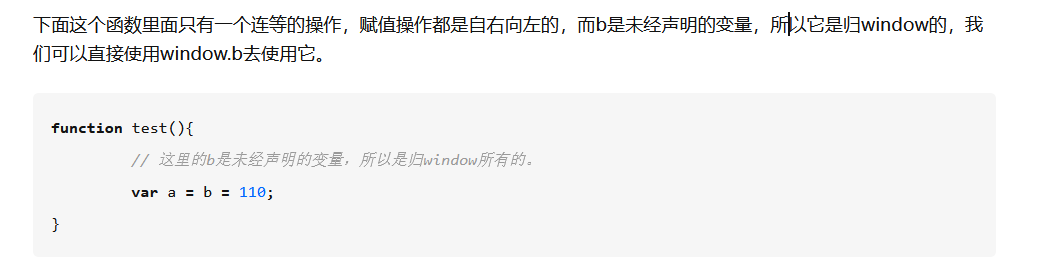 下面这个函数里面只有一个连等的操作，赋值操作都是自右向左的，而b是未经声明的变量，所以它是归window的，我
们可以直接使用window.b去使用它。
function test(){
// 这里的b是未经声明的变量，所以是归window所有的。
var a = b = 110;
}